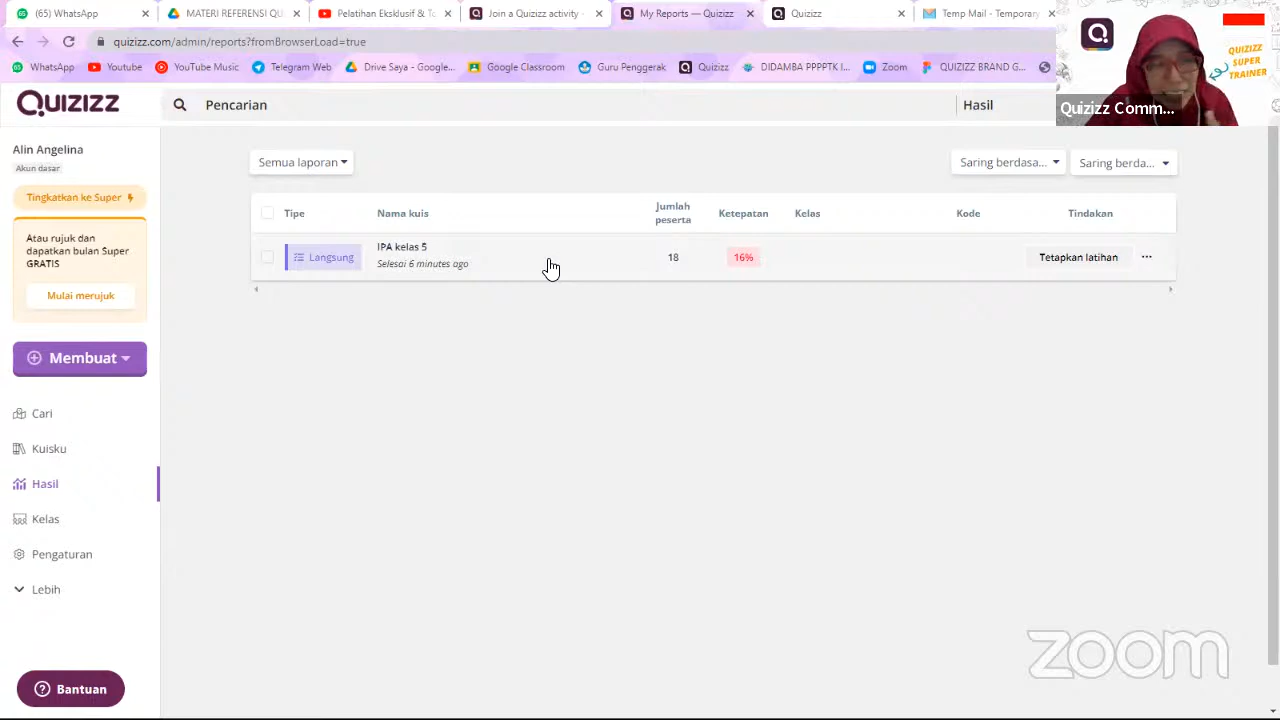 (65) WhatsApp
MATERI REFERENSI QU
Pelatihan Eksklusif & T
Join a Quizizz activity
My Reports — Quizizz
Quizizz
Temp Mail - Temporary
quizizz.com/admin/reports?fromBrowserLoad=true
WhatsApp
Youtube
YouTube Music
Telegram Web
Drive Saya - Google...
Google
Guru Penggerak
Quizizz
DIDAMBA PPPPTK I...
Zoom
QUIZIZZ BRAND G...
QUIZIZZ
SUPER
TRAINER
Quizizz Comm...
QUIZIZZ
Pencarian
Hasil
Alin Angelina
Akun dasar
Tingkatkan ke Super
Atau rujuk dan
dapatkan bulan Super
GRATIS
Mulai merujuk
Membuat
Cari
Kuisku
Hasil
Kelas
Pengaturan
Lebih
Bantuan
Semua laporan
Saring berdasa...
Saring berda...
Tipe
Nama kuis
Jumlah
peserta
Ketepatan
Kelas
Kode
Tindakan
Langsung
IPA kelas 5
Selesai 6 minutes ago
18
16%
Tetapkan latihan
zoom